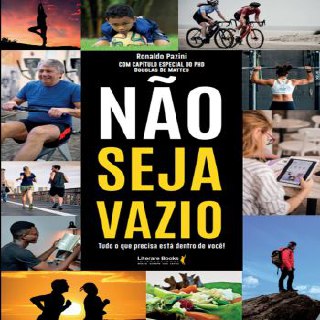 Renaldo Parini
COM CAPÍTULO ESPECIAL DO PHD
DOUGLAS DE MATTEU
NÃO
SEJA
VAZIO
Tudo o que precisa está dentro de você!
Literare Books